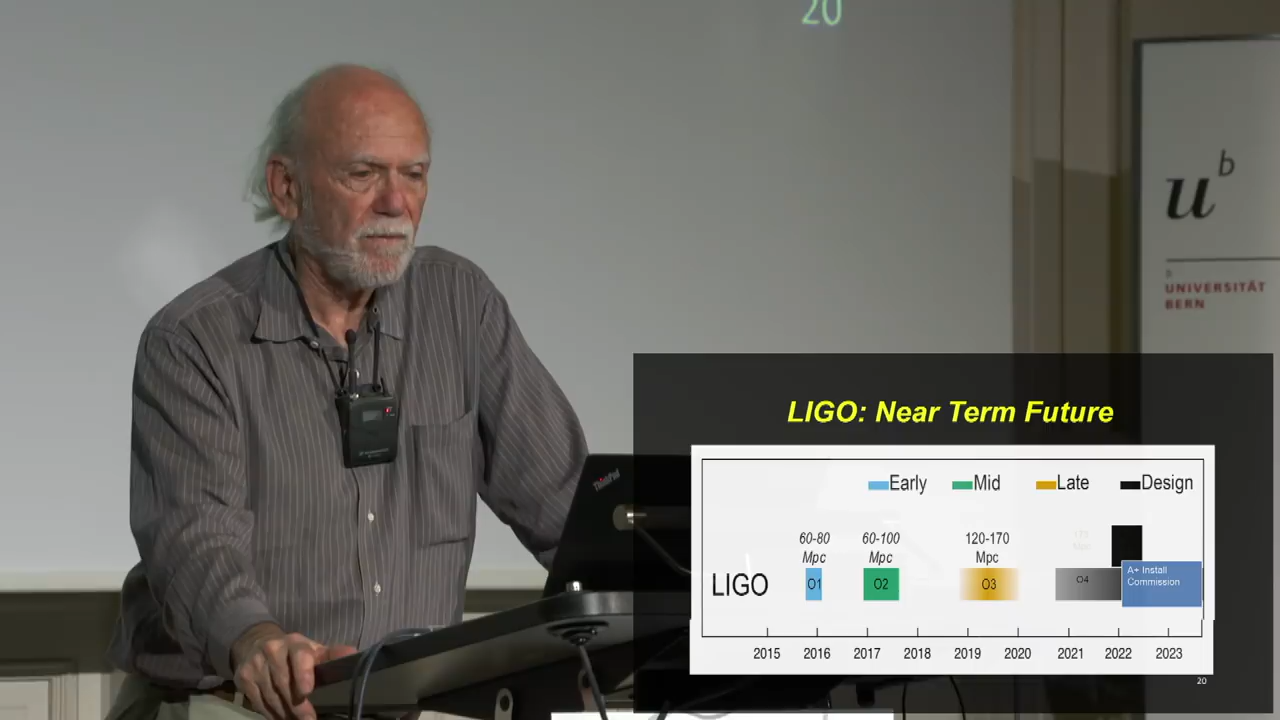 20
u b
b
UNIVERSITÄT
BERN
ThinkPad
LIGO: Near Term Future
Early Mid Late Design
60-80 60-100 120-170
Mpc Mpc Mpc
LIGO O1 O2 O3 O4
A+ Install
Commission
2015 2016 2017 2018 2019 2020 2021 2022 2023
20